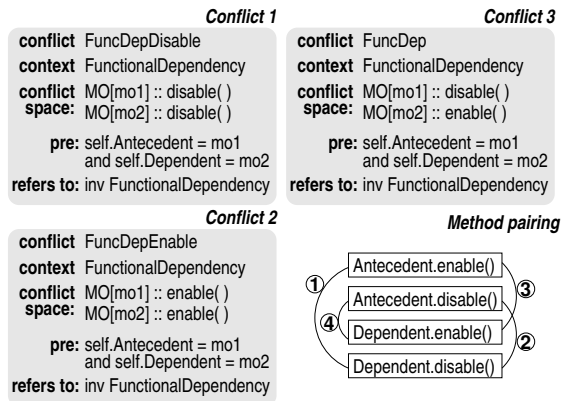 Conflict 1
conflict FuncDepDisable
context FunctionalDependency
conflict space: MO[mo1] :: disable( )
MO[mo2] :: disable( )
pre: self.Antecedent = mo1
and self.Dependent = mo2
refers to: inv FunctionalDependency
Conflict 3
conflict FuncDep
context FunctionalDependency
conflict space: MO[mo1] :: disable( )
MO[mo2] :: enable( )
pre: self.Antecedent = mo1
and self.Dependent = mo2
refers to: inv FunctionalDependency
Conflict 2
conflict FuncDepEnable
context FunctionalDependency
conflict space: MO[mo1] :: enable( )
MO[mo2] :: enable( )
pre: self.Antecedent = mo1
and self.Dependent = mo2
refers to: inv FunctionalDependency
Method pairing
Antecedent.enable()
1
3
Antecedent.disable()
4
Dependent.enable()
2
Dependent.disable()